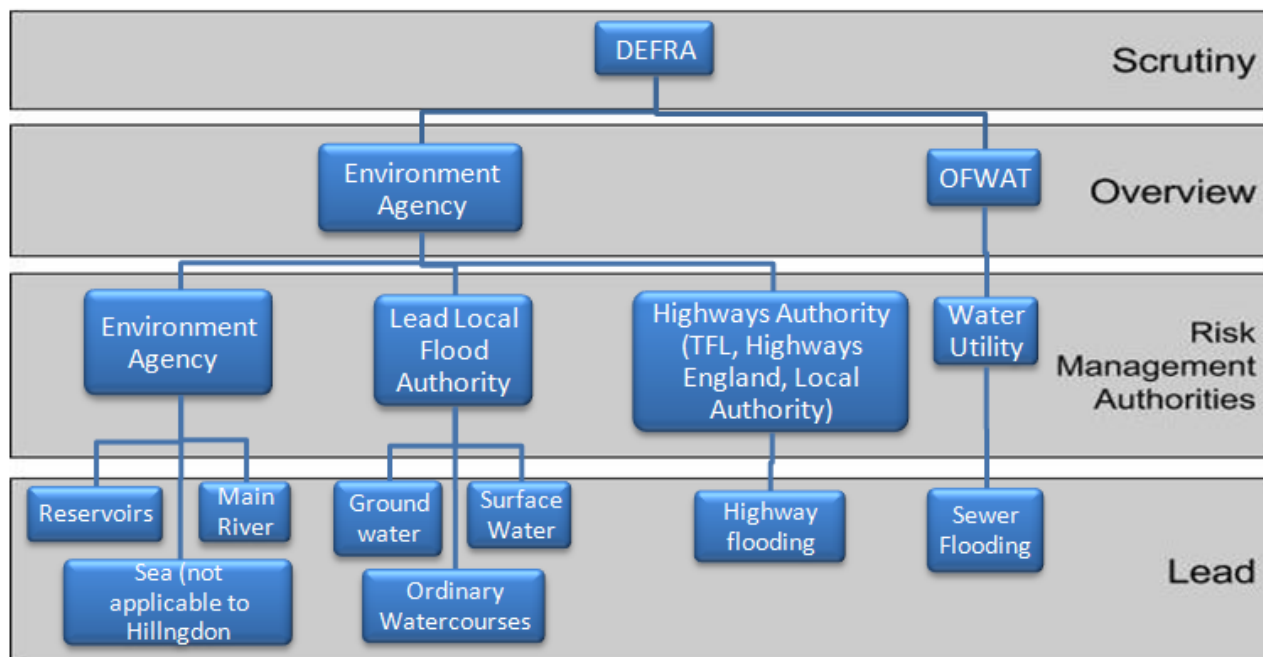 DEFRA
Scrutiny
Environment
Agency
OFWAT
Overview
Environment
Agency
Lead Local
Flood
Authority
Highways Authority
(TFL, Highways
England, Local
Authority)
Water
Utility
Risk
Management
Authorities
Reservoirs
Main
River
Sea (not
applicable to
Hillngdon
Ground
water
Surface
Water
Ordinary
Watercourses
Highway
flooding
Sewer
Flooding
Lead